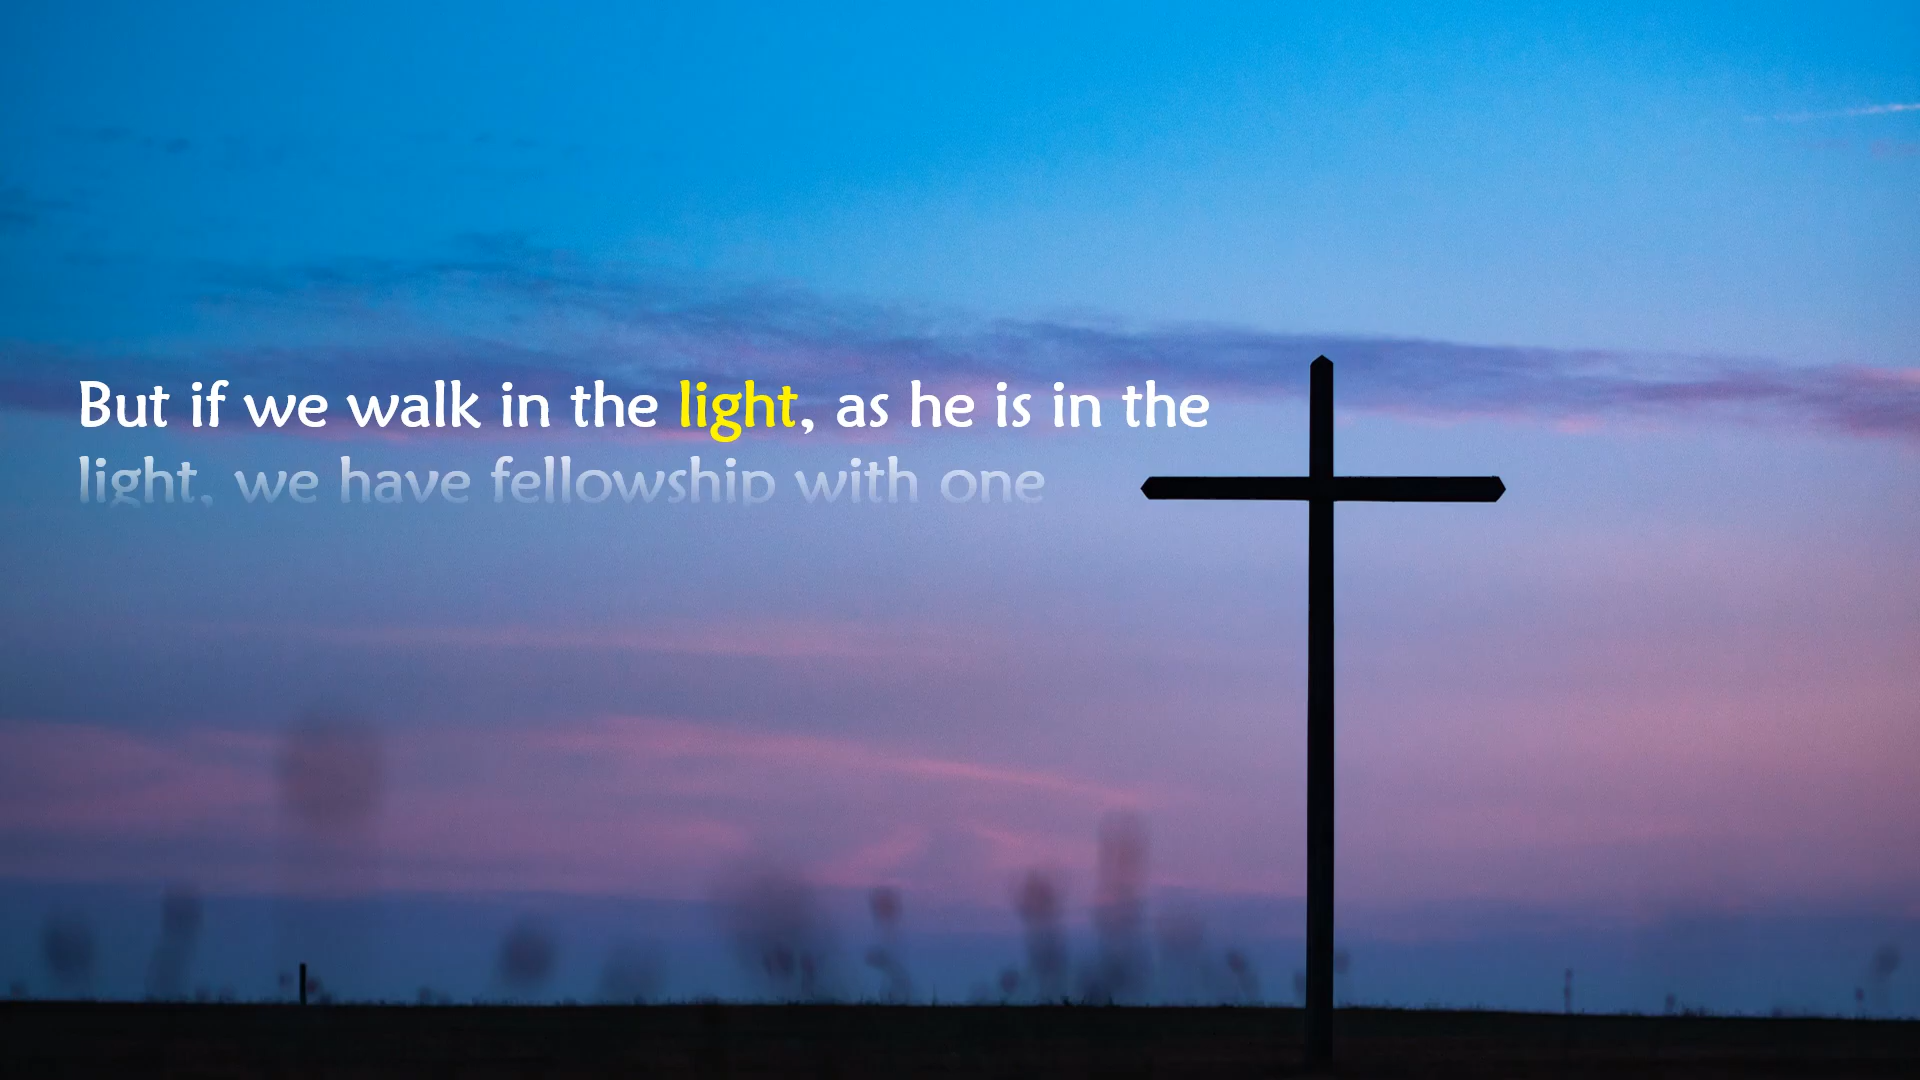 But if we walk in the light, as he is in the
light, we have fellowship with one